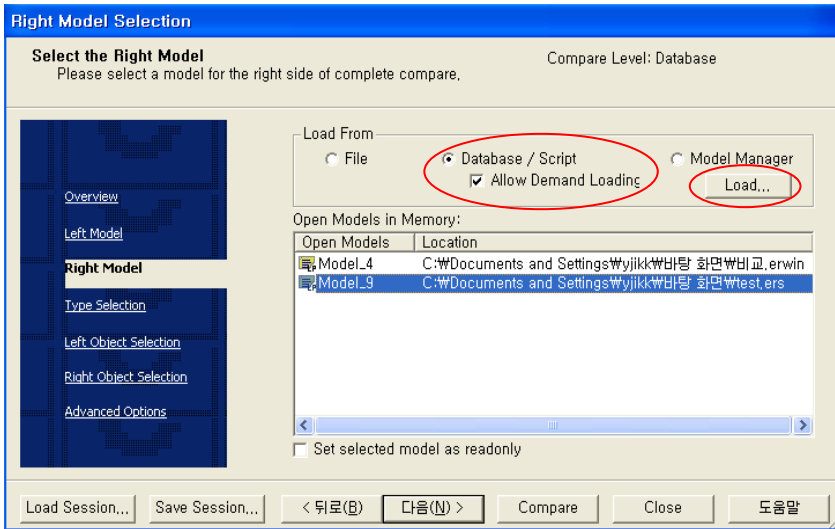 Right Model Selection
Select the Right Model
Please select a model for the right side of complete compare,
Compare Level: Database
Load From
File
Database / Script
Model Manager
Allow Demand Loading
Load,,,
Overview
Left Model
Right Model
Type Selection
Left Object Selection
Right Object Selection
Advanced Options
Open Models in Memory:
Open Models Location
Model_4 C:₩Documents and Settings₩yjikk₩바탕 화면₩비교,erwin
Model_9 C:₩Documents and Settings₩yjikk₩바탕 화면₩test,ers
Set selected model as readonly
Load Session,,, Save Session,,, < 뒤로(B) 다음(N) > Compare Close 도움말